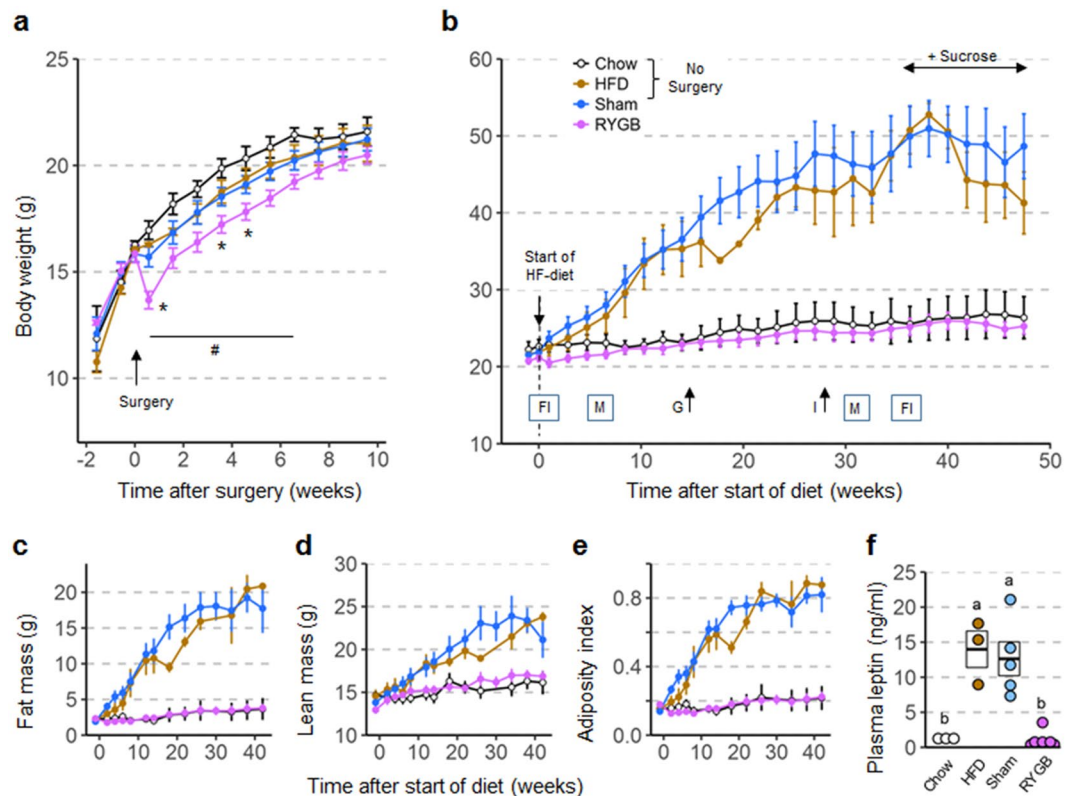 a
Body weight (g)
25
20
15
10
Surgery
#
*
*
*
-2 0 2 4 6 8 10
Time after surgery (weeks)
b
60
50
40
30
20
10
Chow
HFD
Sham
RYGB
No
Surgery
+ Sucrose
Start of
HF-diet
FI M G I M FI
0 10 20 30 40 50
Time after start of diet (weeks)
c
Fat mass (g)
20
15
10
5
0
0 10 20 30 40
d
Lean mass (g)
30
25
20
15
10
0 10 20 30 40
Time after start of diet (weeks)
e
Adiposity index
0.8
0.4
0.0
0 10 20 30 40
f
Plasma leptin (ng/ml)
25
20
15
10
5
0
b
a
a
b
Chow
HFD
Sham
RYGB